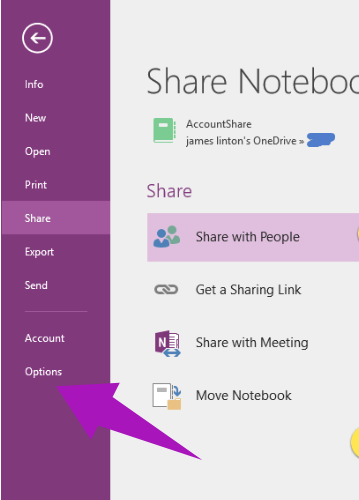 Info
New
Open
Print
Share
Export
Send
Account
Options
Share Noteboo
AccountShare
james linton's OneDrive »
Share
Share with People
Get a Sharing Link
N
Share with Meeting
Move Notebook